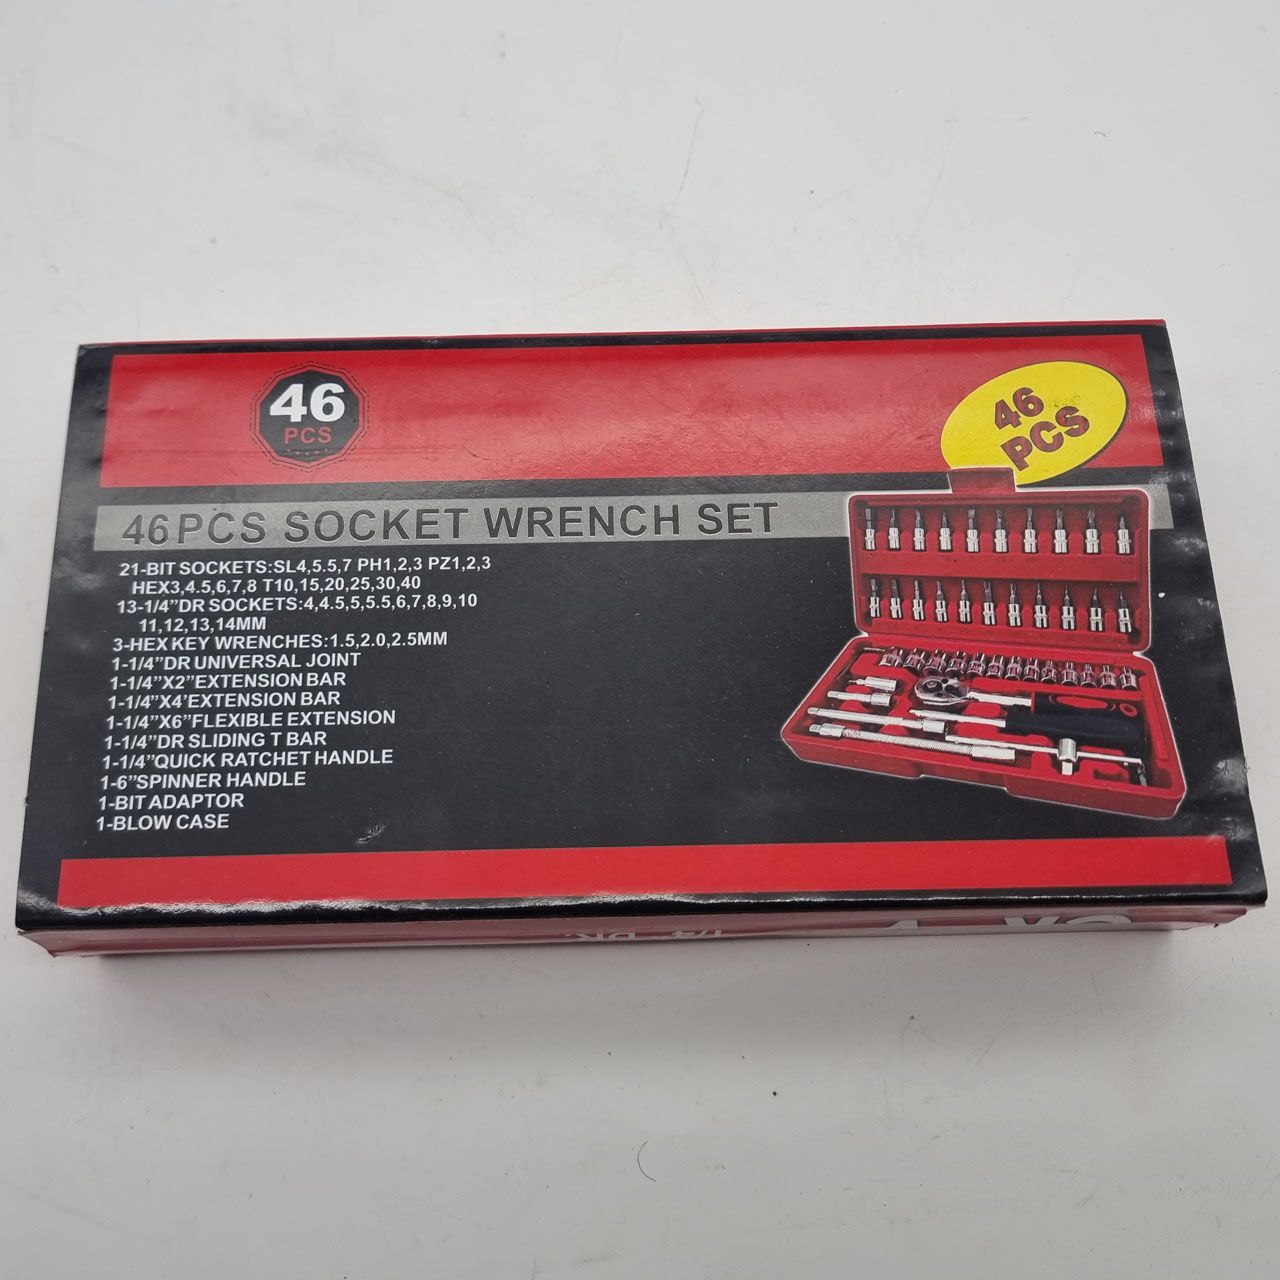 46
PCS
46
PCS
46PCS SOCKET WRENCH SET
21-BIT SOCKETS:SL4,5.5,7 PH1,2,3 PZ1,2,3
HEX3,4.5,6,7,8 T10,15,20,25,30,40
13-1/4”DR SOCKETS:4,4.5,5,5.5,6,7,8,9,10
11,12,13,14MM
3-HEX KEY WRENCHES:1.5,2.0,2.5MM
1-1/4”DR UNIVERSAL JOINT
1-1/4”X2”EXTENSION BAR
1-1/4”X4'EXTENSION BAR
1-1/4”X6”FLEXIBLE EXTENSION
1-1/4”DR SLIDING T BAR
1-1/4”QUICK RATCHET HANDLE
1-6”SPINNER HANDLE
1-BIT ADAPTOR
1-BLOW CASE
1/4" DR.